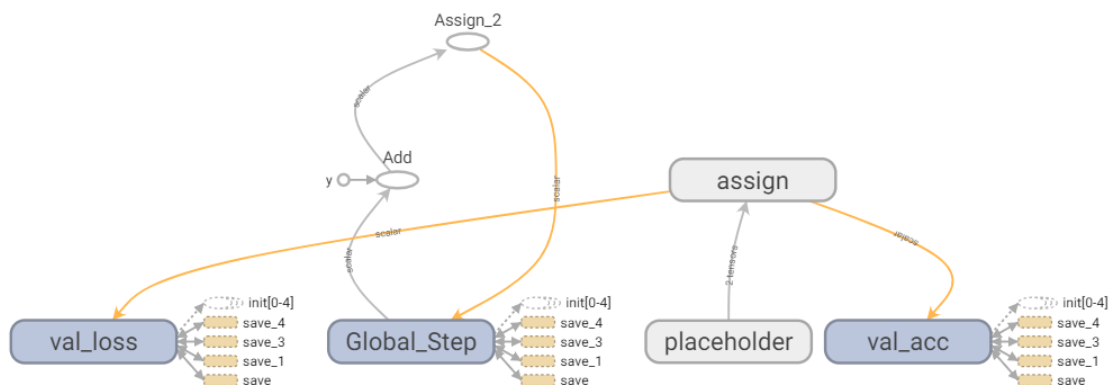 Assign_2
scalar
Add
y
scalar
scalar
assign
scalar
scalar
2 tensors
val_loss
init[0-4]
save_4
save_3
save_1
save
Global_Step
init[0-4]
save_4
save_3
save_1
save
placeholder
val_acc
init[0-4]
save_4
save_3
save_1
save